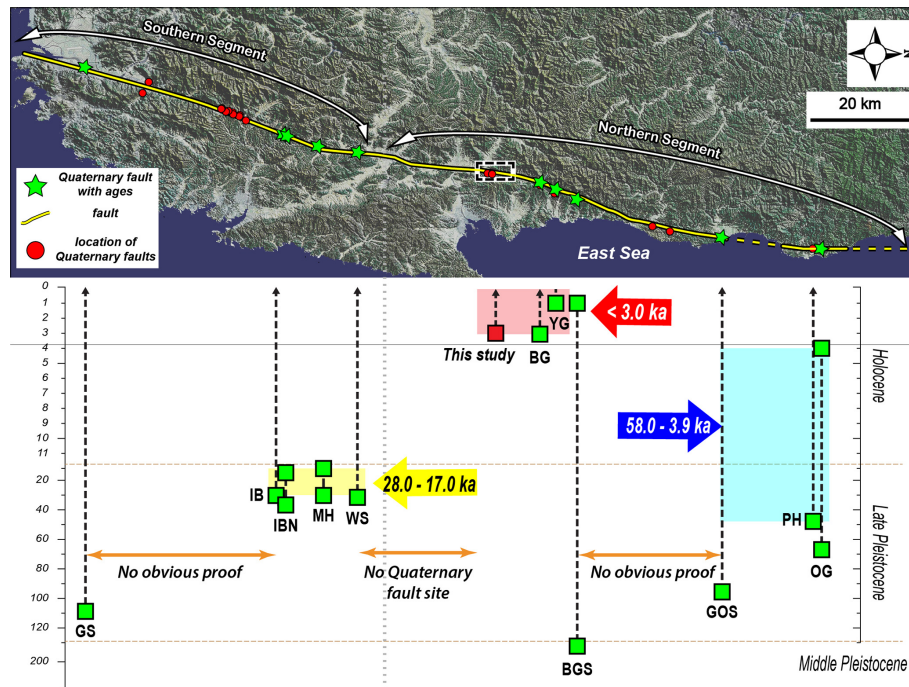 Southern Segment
N
20 km
Northern Segment
Quaternary fault
with ages
fault
location of
Quaternary faults
East Sea
0
1
2
3
4
5
6
7
8
9
10
11
20
30
50
60
80
100
120
200
YG
< 3.0 ka
This study
BG
Holocene
58.0 - 3.9 ka
28.0 - 17.0 ka
IB
IBN
MH
WS
PH
OG
Late Pleistocene
No obvious proof
No Quaternary
fault site
No obvious proof
GS
GOS
BGS
Middle Pleistocene